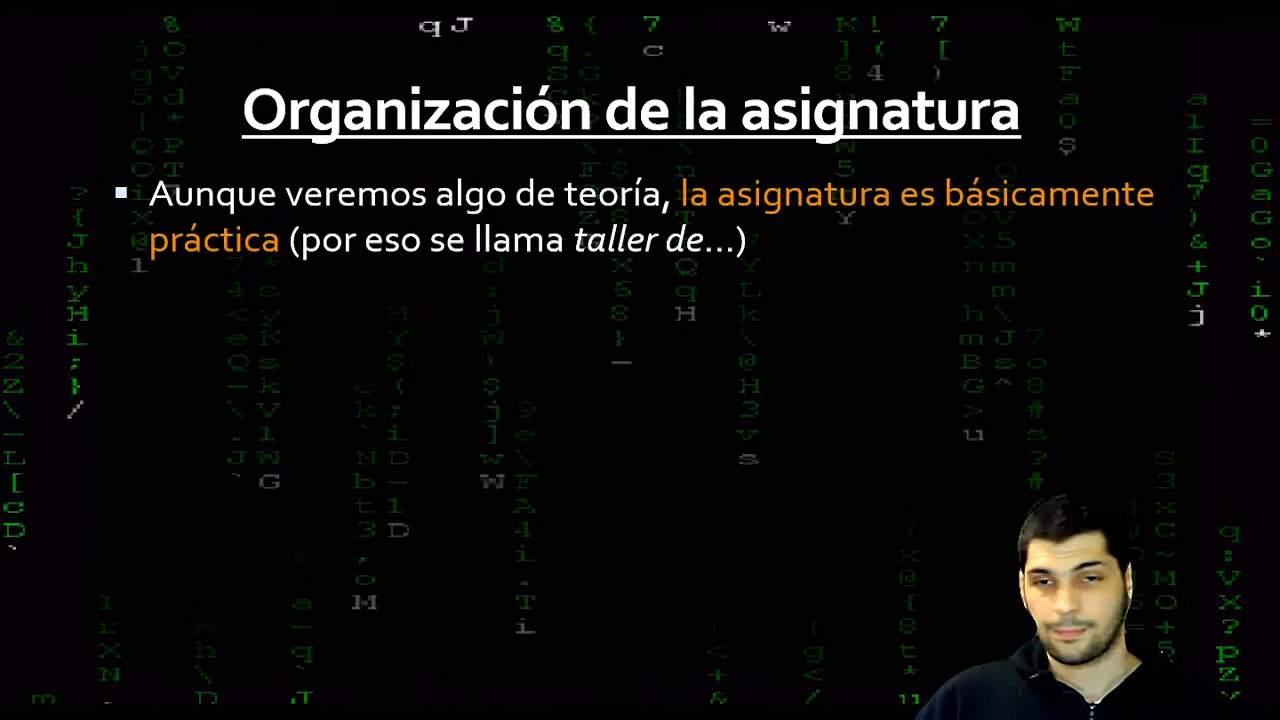 Organización de la asignatura
Aunque veremos algo de teoría, la asignatura es básicamente
práctica (por eso se llama taller de...)